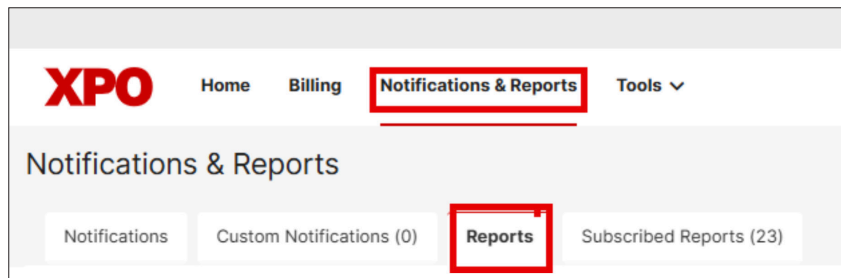 XPO Home Billing Notifications & Reports Tools
Notifications & Reports
Notifications Custom Notifications (0) Reports Subscribed Reports (23)